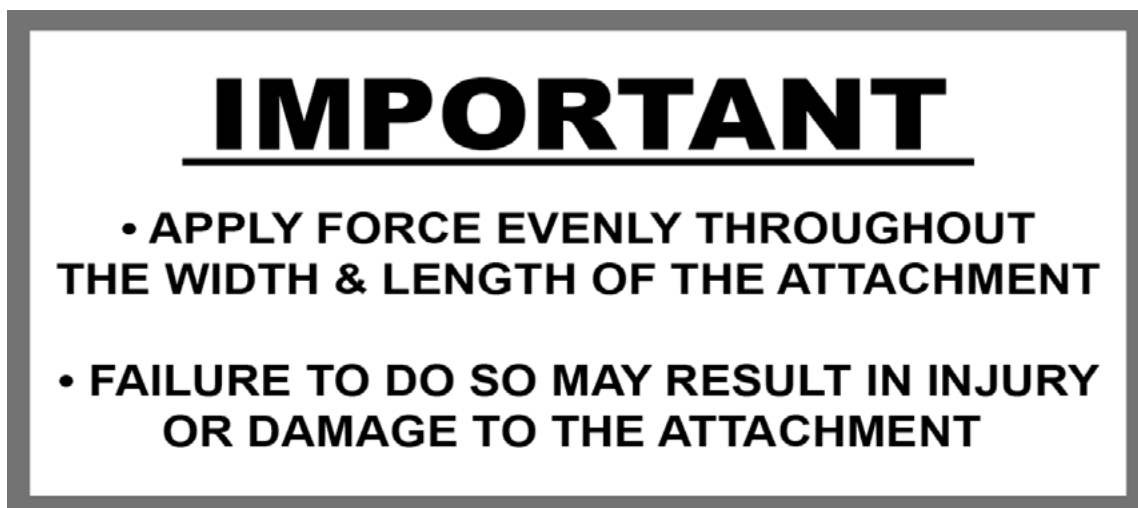 IMPORTANT
• APPLY FORCE EVENLY THROUGHOUT
THE WIDTH & LENGTH OF THE ATTACHMENT
• FAILURE TO DO SO MAY RESULT IN INJURY
OR DAMAGE TO THE ATTACHMENT